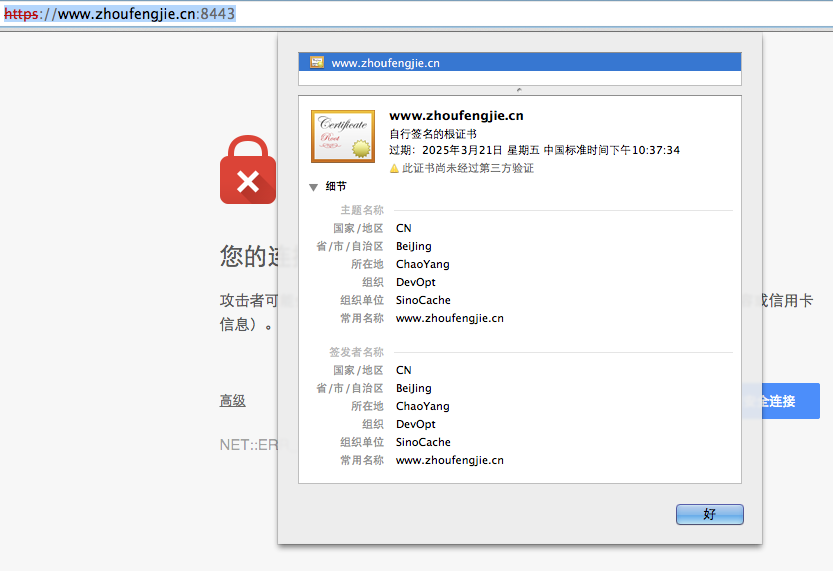 https://www.zhoufengjie.cn:8443
www.zhoufengjie.cn
Certificate
Root
www.zhoufengjie.cn
自行签名的根证书
过期：2025年3月21日 星期五 中国标准时间下午10:37:34
此证书尚未经过第三方验证
细节
主题名称
国家/地区 CN
省/市/自治区 BeiJing
所在地 ChaoYang
组织 DevOpt
组织单位 SinoCache
常用名称 www.zhoufengjie.cn
签发者名称
国家/地区 CN
省/市/自治区 BeiJing
所在地 ChaoYang
组织 DevOpt
组织单位 SinoCache
常用名称 www.zhoufengjie.cn
好
您的连
攻击者可
或信用卡
信息）。
高级
全连接
NET::ER